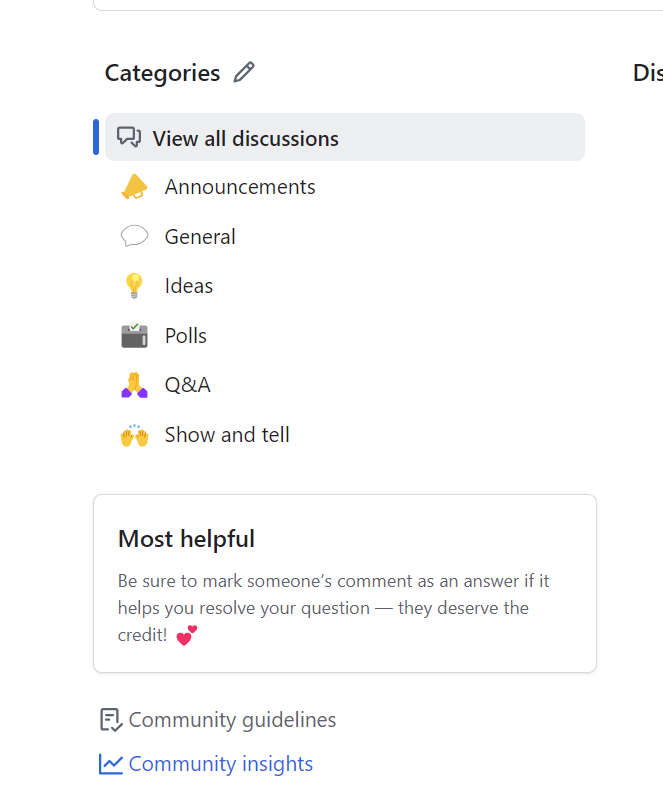 Categories
Dis
View all discussions
Announcements
General
Ideas
Polls
Q&A
Show and tell
Most helpful
Be sure to mark someone’s comment as an answer if it
helps you resolve your question — they deserve the
credit! 💕
Community guidelines
Community insights